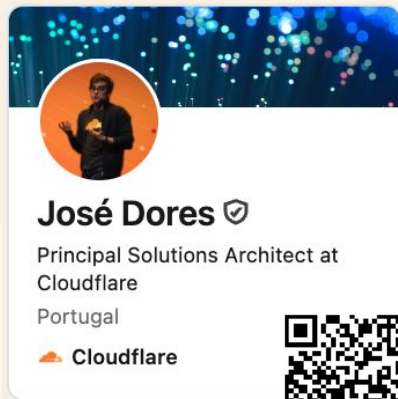 José Dores
Principal Solutions Architect at
Cloudflare
Portugal
Cloudflare